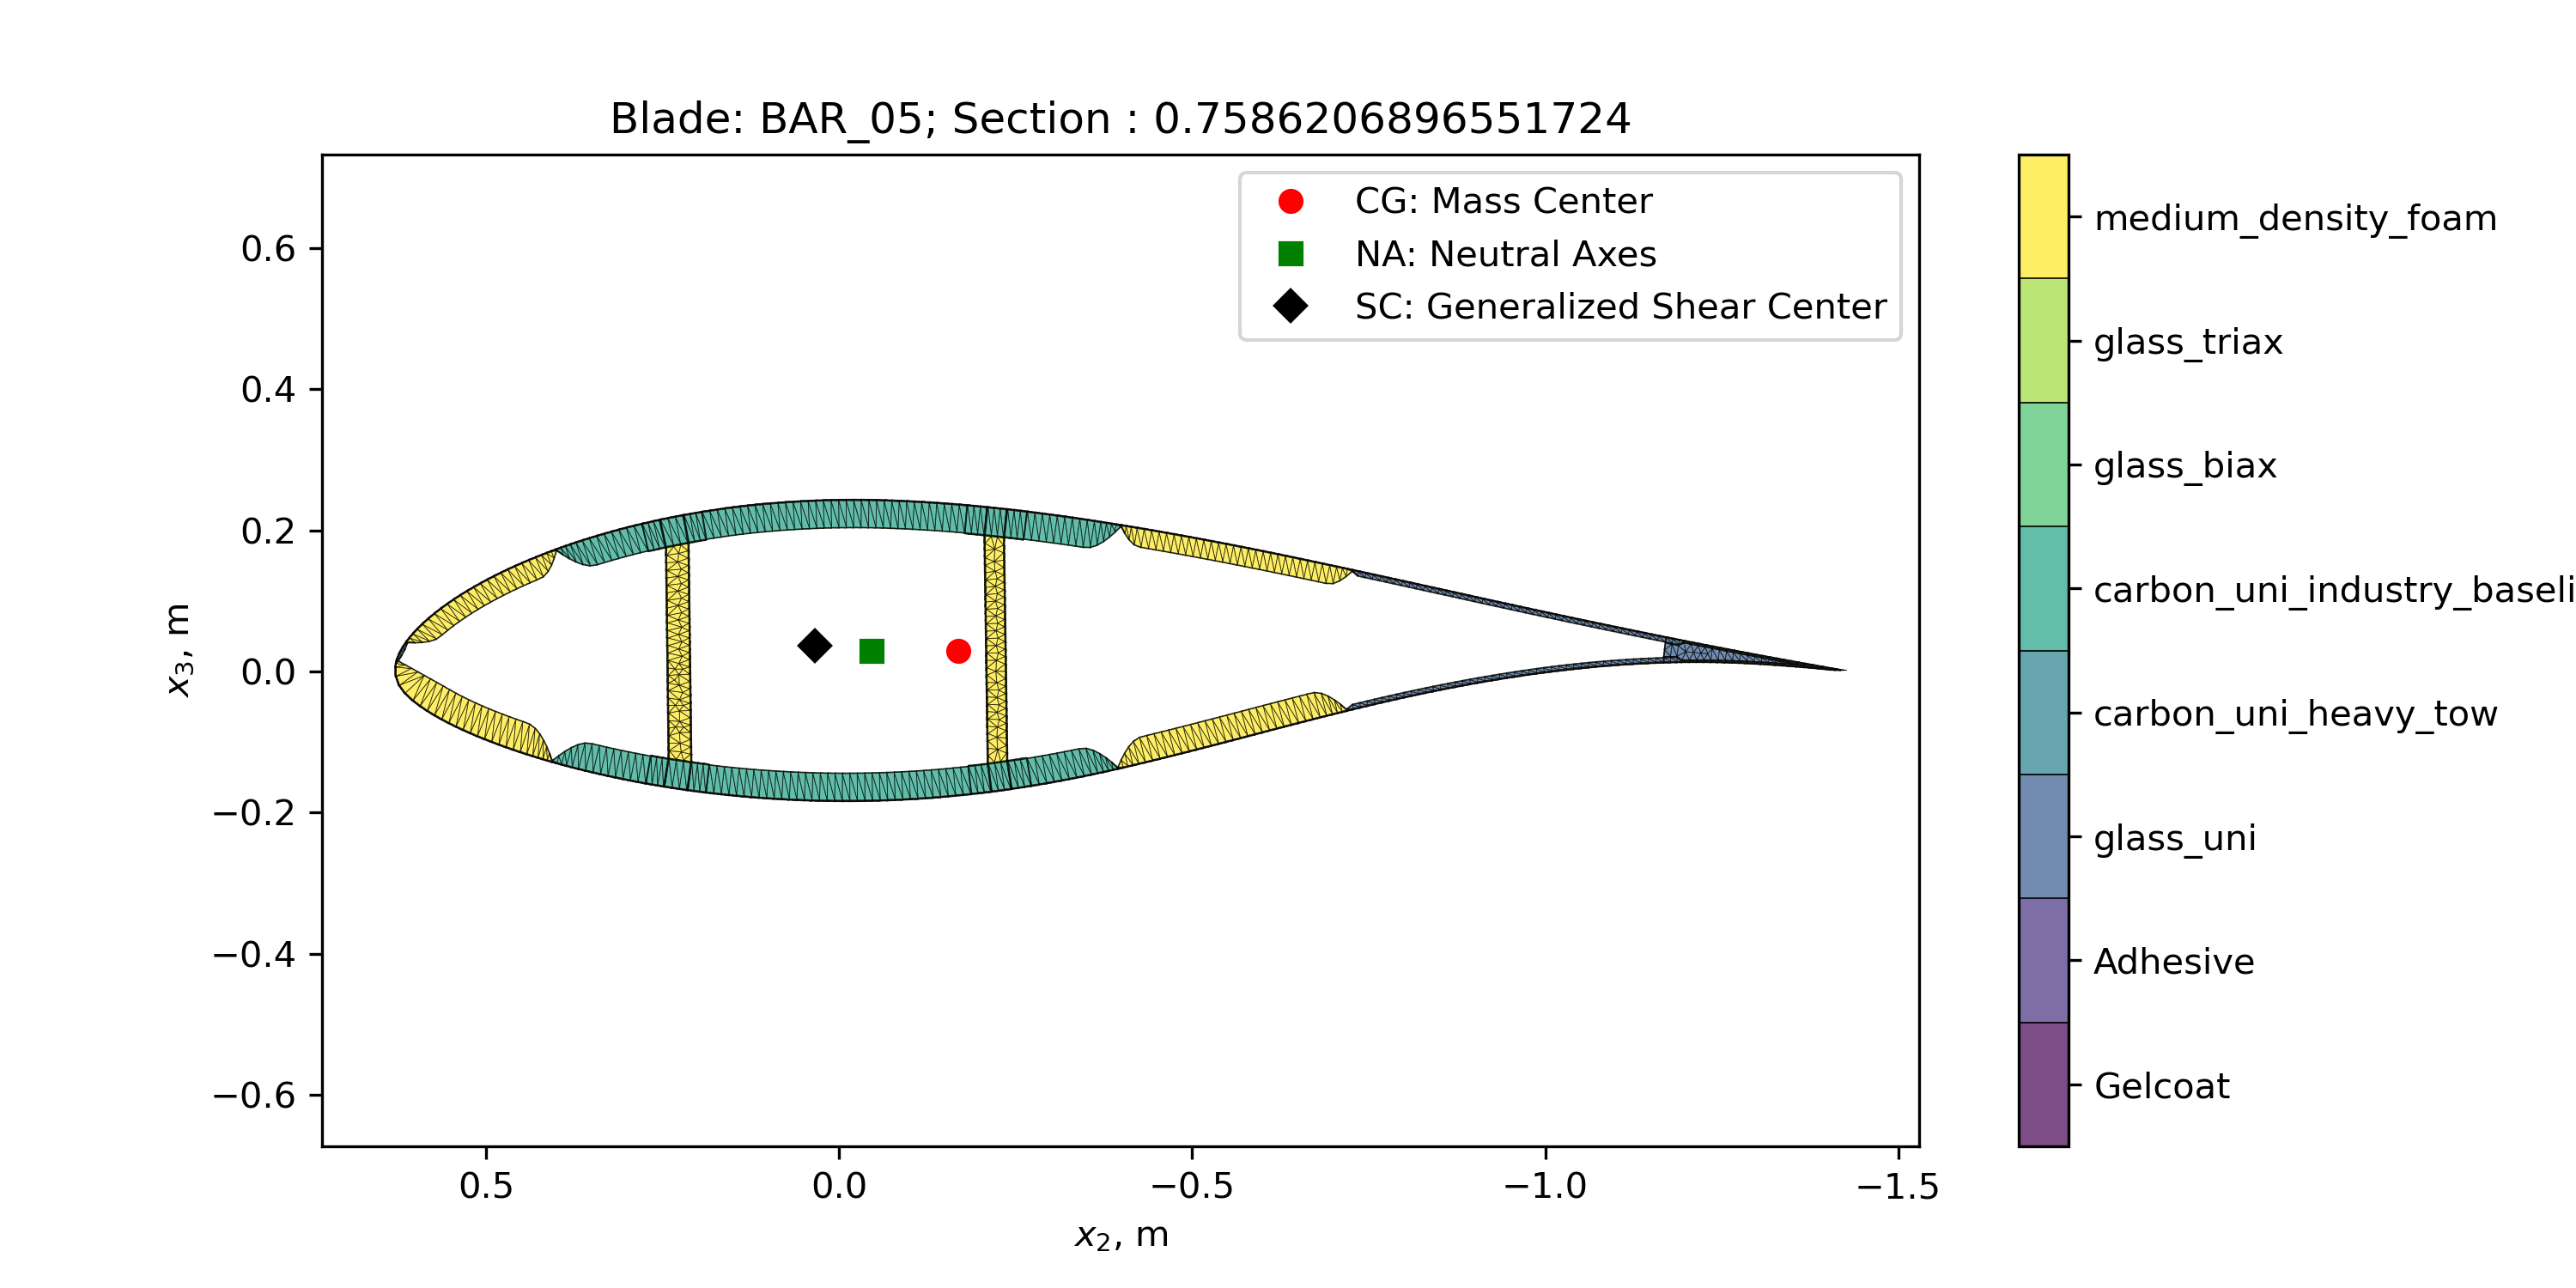 Blade: BAR_05; Section : 0.7586206896551724
CG: Mass Center
NA: Neutral Axes
SC: Generalized Shear Center
0.6
0.4
0.2
0.0
−0.2
−0.4
−0.6
x3, m
0.5
0.0
−0.5
−1.0
−1.5
x2, m
medium_density_foam
glass_triax
glass_biax
carbon_uni_industry_baseli
carbon_uni_heavy_tow
glass_uni
Adhesive
Gelcoat